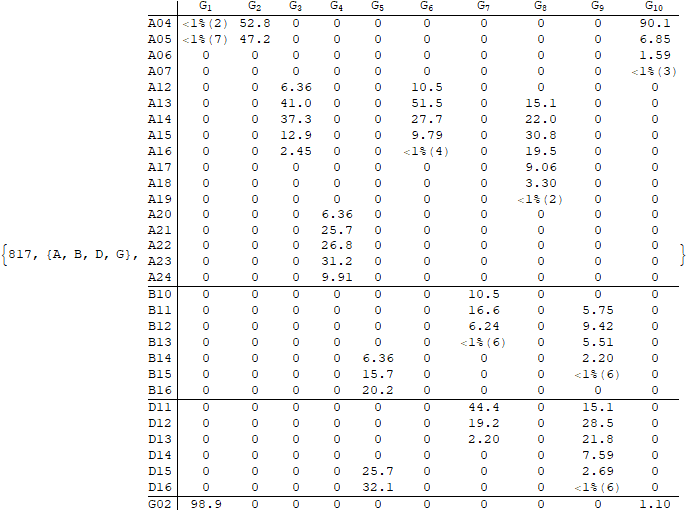 G1 G2 G3 G4 G5 G6 G7 G8 G9 G10
A04 <1%(2) 52.8 0 0 0 0 0 0 0 90.1
A05 <1%(7) 47.2 0 0 0 0 0 0 0 6.85
A06 0 0 0 0 0 0 0 0 0 1.59
A07 0 0 0 0 0 0 0 0 0 <1%(3)
A12 0 0 6.36 0 0 10.5 0 0 0 0
A13 0 0 41.0 0 0 51.5 0 15.1 0 0
A14 0 0 37.3 0 0 27.7 0 22.0 0 0
A15 0 0 12.9 0 0 9.79 0 30.8 0 0
A16 0 0 2.45 0 0 <1%(4) 0 19.5 0 0
A17 0 0 0 0 0 0 0 9.06 0 0
A18 0 0 0 0 0 0 0 3.30 0 0
A19 0 0 0 0 0 0 0 <1%(2) 0 0
A20 0 0 0 6.36 0 0 0 0 0 0
A21 0 0 0 25.7 0 0 0 0 0 0
A22 0 0 0 26.8 0 0 0 0 0 0
{817, {A, B, D, G}, }
A23 0 0 0 31.2 0 0 0 0 0 0
A24 0 0 0 9.91 0 0 0 0 0 0
B10 0 0 0 0 0 0 10.5 0 0 0
B11 0 0 0 0 0 0 16.6 0 5.75 0
B12 0 0 0 0 0 0 6.24 0 9.42 0
B13 0 0 0 0 0 0 <1%(6) 0 5.51 0
B14 0 0 0 0 6.36 0 0 0 2.20 0
B15 0 0 0 0 15.7 0 0 0 <1%(6) 0
B16 0 0 0 0 20.2 0 0 0 0 0
D11 0 0 0 0 0 0 44.4 0 15.1 0
D12 0 0 0 0 0 0 19.2 0 28.5 0
D13 0 0 0 0 0 0 2.20 0 21.8 0
D14 0 0 0 0 0 0 0 0 7.59 0
D15 0 0 0 0 25.7 0 0 0 2.69 0
D16 0 0 0 0 32.1 0 0 0 <1%(6) 0
G02 98.9 0 0 0 0 0 0 0 0 1.10